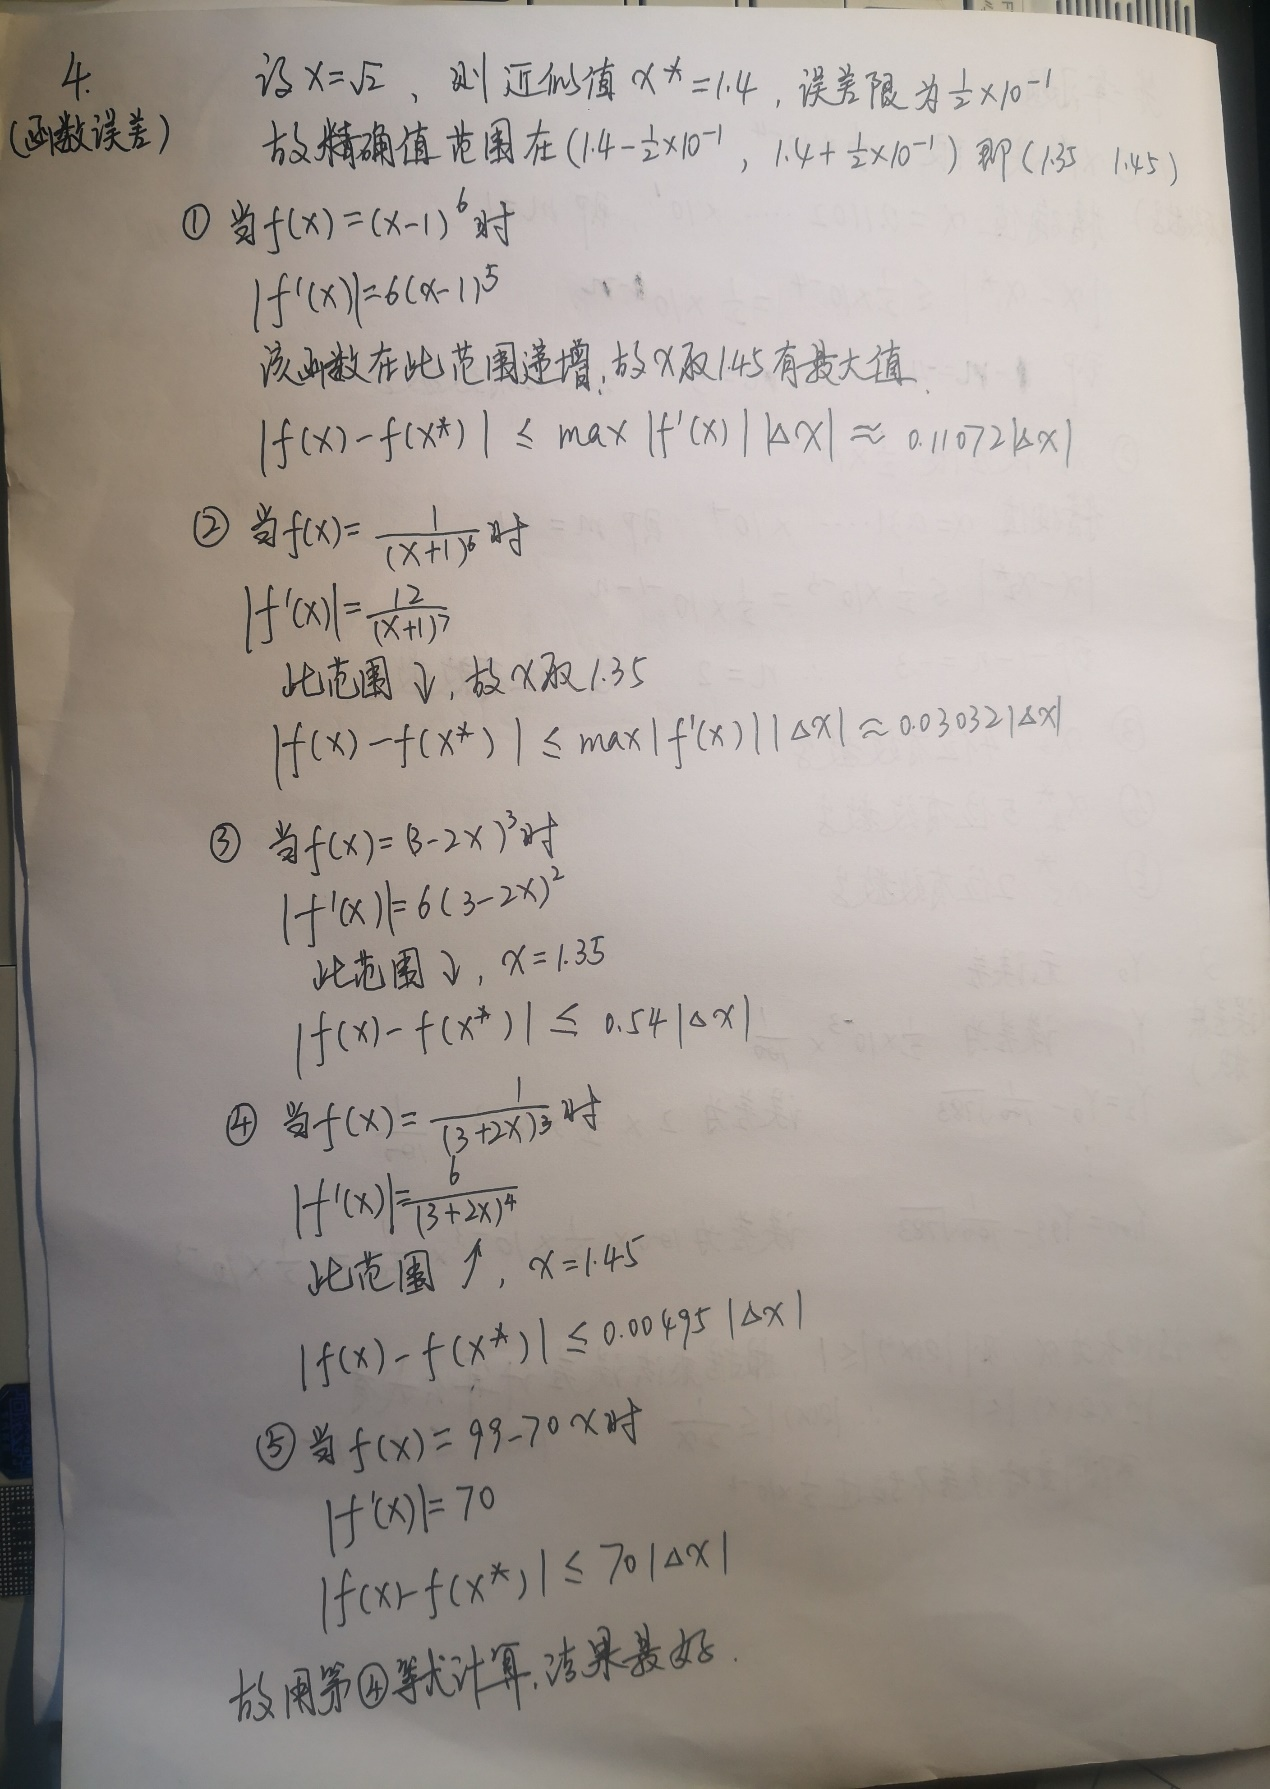 4.
(函数误差)
设x=√2，则近似值x*=1.4，误差限为½×10⁻¹
故精确值范围在(1.4-½×10⁻¹，1.4+½×10⁻¹)即(1.35 1.45)
① 当f(x)=(x-1)⁶时
|f'(x)|=6(x-1)⁵
该函数在此范围递增，故x取1.45有最大值.
|f(x)-f(x*)| ≤ max|f'(x)||Δx|≈0.11072|Δx|
② 当f(x)=1/(x+1)⁶时
|f'(x)|=12/(x+1)⁷
此范围↓，故x取1.35
|f(x)-f(x*)|≤max|f'(x)||Δx|≈0.03032|Δx|
③ 当f(x)=(3-2x)³时
|f'(x)|=6(3-2x)²
此范围↓，x=1.35
|f(x)-f(x*)|≤0.54|Δx|
④ 当f(x)=1/(3+2x)³时
|f'(x)|=6/(3+2x)⁴
此范围↑，x=1.45
|f(x)-f(x*)|≤0.00495|Δx|
⑤ 当f(x)=99-70x时
|f'(x)|=70
|f(x)-f(x*)|≤70|Δx|
故用第④等式计算，结果最好.